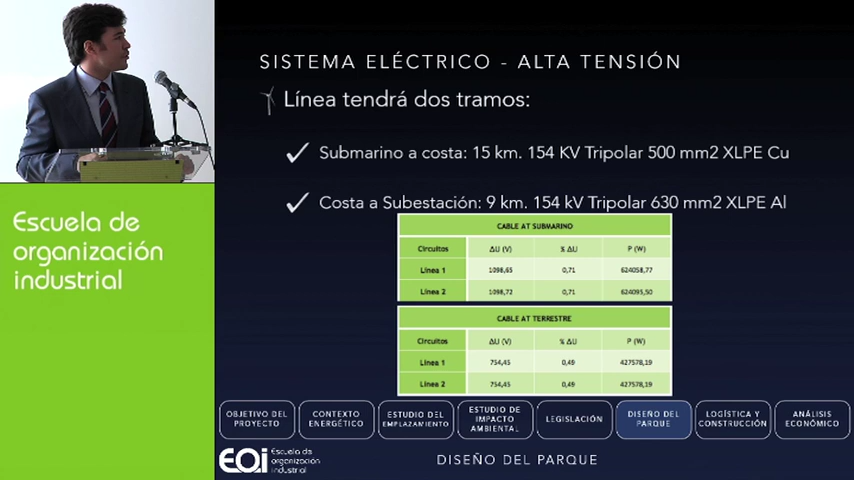 SISTEMA ELÉCTRICO - ALTA TENSIÓN
Línea tendrá dos tramos:
Submarino a costa: 15 km. 154 KV Tripolar 500 mm2 XLPE Cu
Costa a Subestación: 9 km. 154 kV Tripolar 630 mm2 XLPE Al
Escuela de
organización
industrial
CABLE AT SUBMARINO
Circuitos ΔU (V) % ΔU P (W)
Línea 1 1098,65 0,71 624058,77
Línea 2 1098,72 0,71 624095,50
CABLE AT TERRESTRE
Circuitos ΔU (V) % ΔU P (W)
Línea 1 754,45 0,49 427578,19
Línea 2 754,45 0,49 427578,19
OBJETIVO DEL
PROYECTO
CONTEXTO
ENERGÉTICO
ESTUDIO DEL
EMPLAZAMIENTO
ESTUDIO DE
IMPACTO
AMBIENTAL
LEGISLACIÓN
DISEÑO DEL
PARQUE
LOGÍSTICA Y
CONSTRUCCIÓN
ANÁLISIS
ECONÓMICO
EOi
Escuela de
organización
industrial
DISEÑO DEL PARQUE